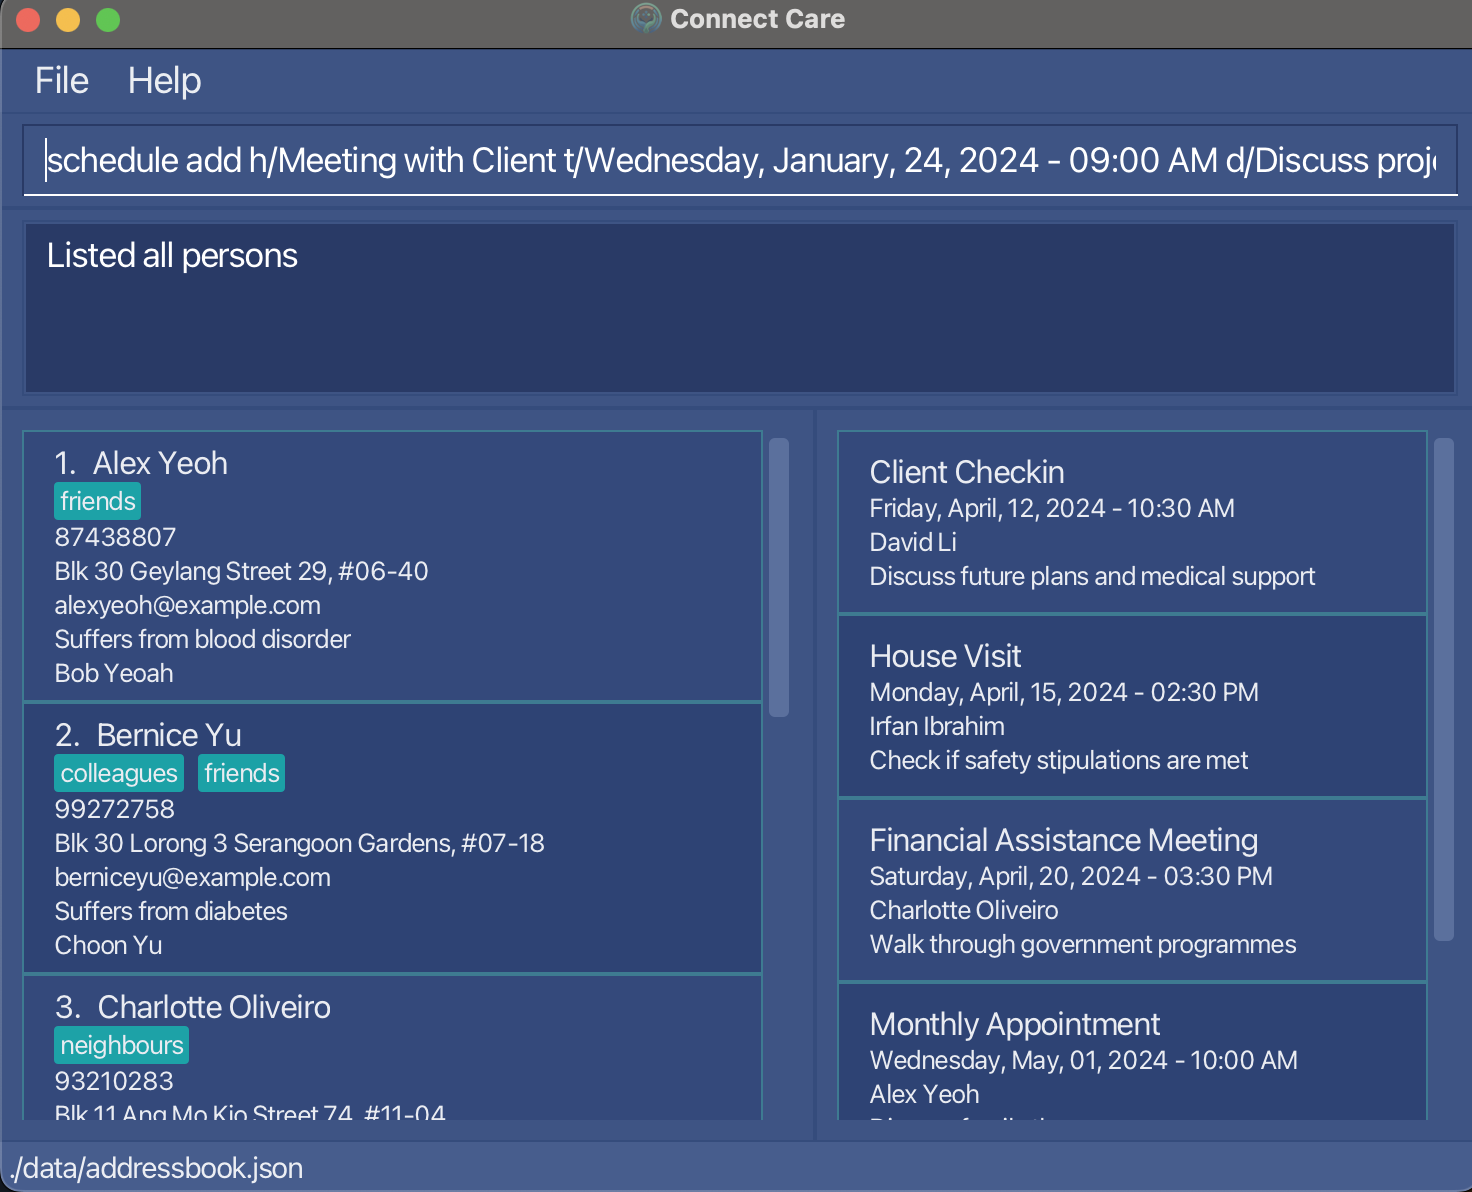 Connect Care
File Help
schedule add h/Meeting with Client t/Wednesday, January, 24, 2024 - 09:00 AM d/Discuss
Listed all persons
1. Alex Yeoh
friends
87438807
Blk 30 Geylang Street 29, #06-40
alexyeoh@example.com
Suffers from blood disorder
Bob Yeoah
2. Bernice Yu
colleagues friends
99272758
Blk 30 Lorong 3 Serangoon Gardens, #07-18
berniceyu@example.com
Suffers from diabetes
Choon Yu
3. Charlotte Oliveiro
neighbours
93210283
Blk 11 Ang Mo Kio Street 74, #11-04
Client Checkin
Friday, April, 12, 2024 - 10:30 AM
David Li
Discuss future plans and medical support
House Visit
Monday, April, 15, 2024 - 02:30 PM
Irfan Ibrahim
Check if safety stipulations are met
Financial Assistance Meeting
Saturday, April, 20, 2024 - 03:30 PM
Charlotte Oliveiro
Walk through government programmes
Monthly Appointment
Wednesday, May, 01, 2024 - 10:00 AM
Alex Yeoh
./data/addressbook.json